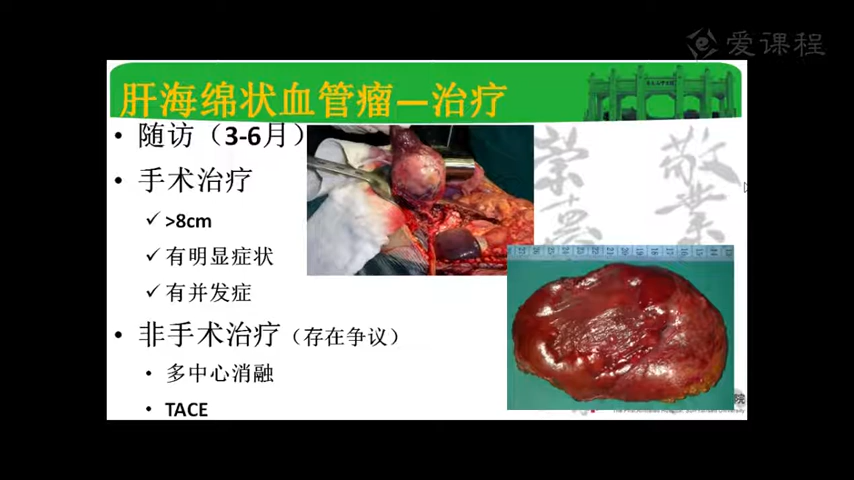 爱课程
肝海绵状血管瘤—治疗
• 随访（3-6月）
• 手术治疗
✓ >8cm
✓ 有明显症状
✓ 有并发症
• 非手术治疗（存在争议）
• 多中心消融
• TACE
院